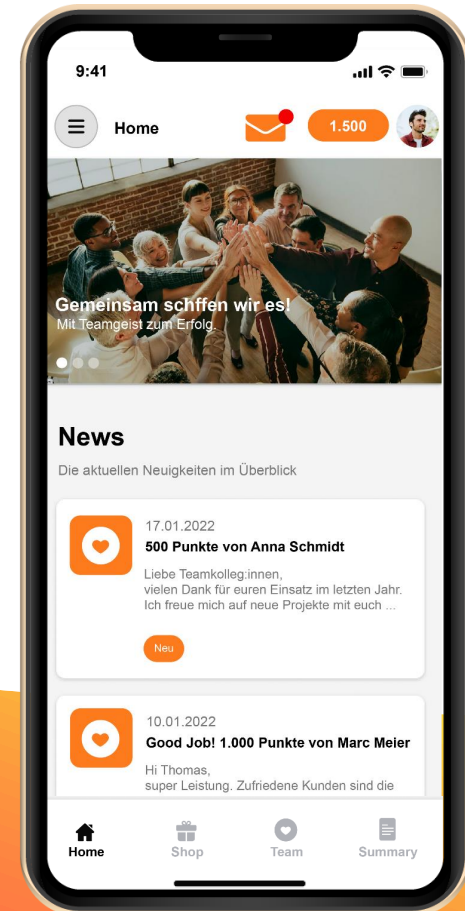 9:41
Home
1.500
Gemeinsam schffen wir es!
Mit Teamgeist zum Erfolg.
News
Die aktuellen Neuigkeiten im Überblick
17.01.2022
500 Punkte von Anna Schmidt
Liebe Teamkolleg:innen,
vielen Dank für euren Einsatz im letzten Jahr.
Ich freue mich auf neue Projekte mit euch ...
Neu
10.01.2022
Good Job! 1.000 Punkte von Marc Meier
Hi Thomas,
super Leistung. Zufriedene Kunden sind die
Home
Shop
Team
Summary